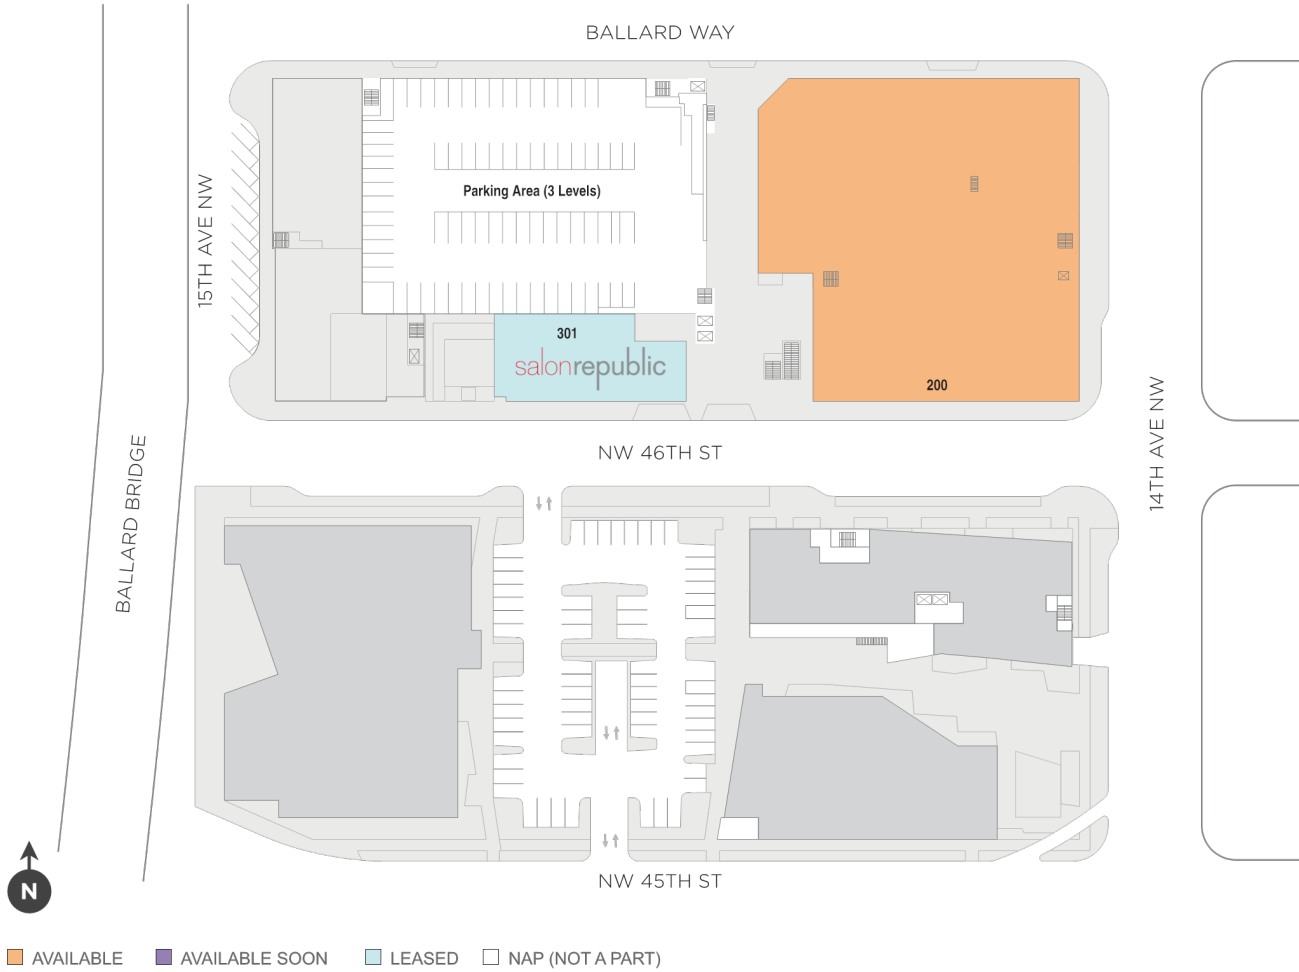 BALLARD WAY
15TH AVE NW
Parking Area (3 Levels)
301
salonrepublic
200
NW 46TH ST
14TH AVE NW
BALLARD BRIDGE
NW 45TH ST
N
AVAILABLE
AVAILABLE SOON
LEASED
NAP (NOT A PART)